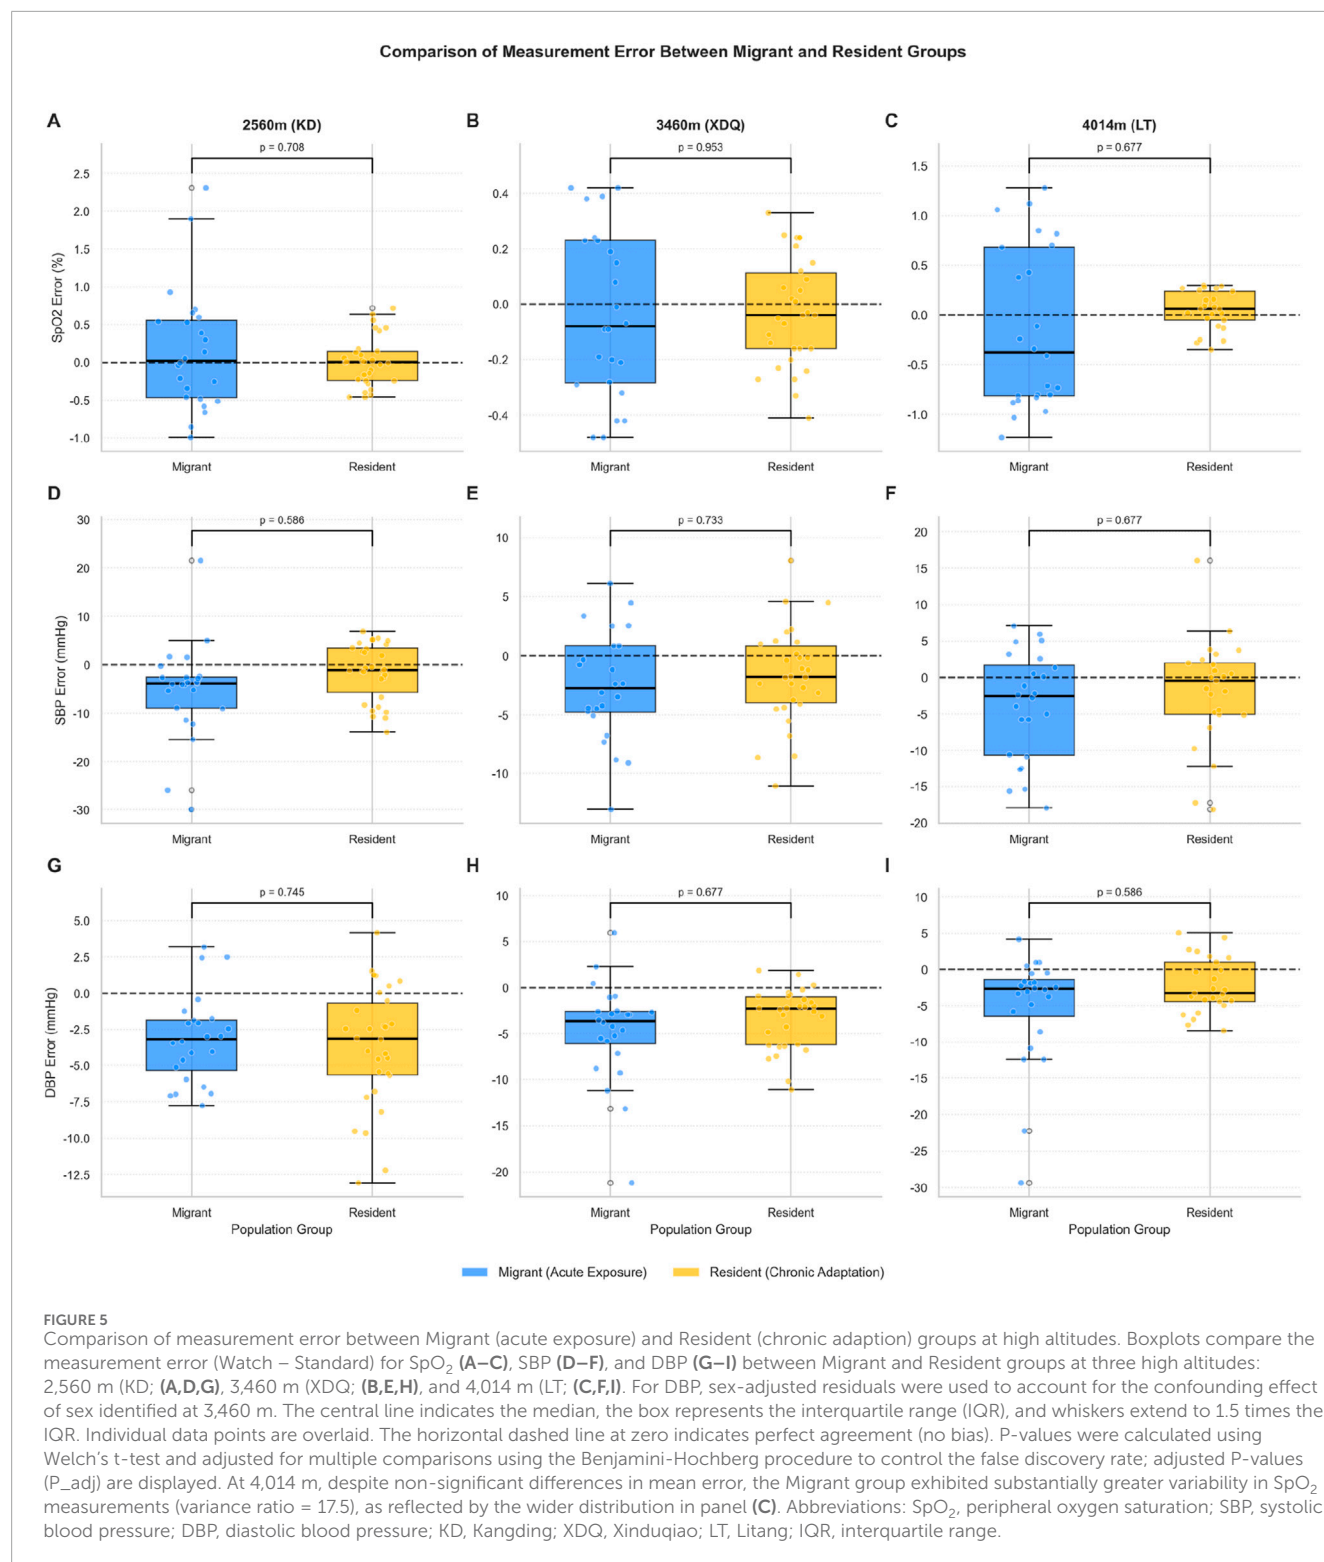 Comparison of Measurement Error Between Migrant and Resident Groups
A
2560m (KD)
p = 0.708
SpO2 Error (%)
2.5
2.0
1.5
1.0
0.5
0.0
-0.5
-1.0
Migrant
Resident
B
3460m (XDQ)
p = 0.953
0.4
0.2
0.0
-0.2
-0.4
Migrant
Resident
C
4014m (LT)
p = 0.677
1.5
1.0
0.5
0.0
-0.5
-1.0
Migrant
Resident
D
p = 0.586
SBP Error (mmHg)
30
20
10
0
-10
-20
-30
Migrant
Resident
E
p = 0.733
10
5
0
-5
-10
Migrant
Resident
F
p = 0.677
20
15
10
5
0
-5
-10
-15
-20
Migrant
Resident
G
p = 0.745
DBP Error (mmHg)
5.0
2.5
0.0
-2.5
-5.0
-7.5
-10.0
-12.5
Migrant
Resident
Population Group
H
p = 0.677
10
5
0
-5
-10
-15
-20
Migrant
Resident
Population Group
I
p = 0.586
10
5
0
-5
-10
-15
-20
-25
-30
Migrant
Resident
Population Group
Migrant (Acute Exposure)
Resident (Chronic Adaptation)
FIGURE 5
Comparison of measurement error between Migrant (acute exposure) and Resident (chronic adaption) groups at high altitudes. Boxplots compare the
measurement error (Watch – Standard) for SpO₂ (A–C), SBP (D–F), and DBP (G–I) between Migrant and Resident groups at three high altitudes:
2,560 m (KD; (A,D,G), 3,460 m (XDQ; (B,E,H), and 4,014 m (LT; (C,F,I). For DBP, sex-adjusted residuals were used to account for the confounding effect
of sex identified at 3,460 m. The central line indicates the median, the box represents the interquartile range (IQR), and whiskers extend to 1.5 times the
IQR. Individual data points are overlaid. The horizontal dashed line at zero indicates perfect agreement (no bias). P-values were calculated using
Welch's t-test and adjusted for multiple comparisons using the Benjamini-Hochberg procedure to control the false discovery rate; adjusted P-values
(P_adj) are displayed. At 4,014 m, despite non-significant differences in mean error, the Migrant group exhibited substantially greater variability in SpO₂
measurements (variance ratio = 17.5), as reflected by the wider distribution in panel (C). Abbreviations: SpO₂, peripheral oxygen saturation; SBP, systolic
blood pressure; DBP, diastolic blood pressure; KD, Kangding; XDQ, Xinduqiao; LT, Litang; IQR, interquartile range.